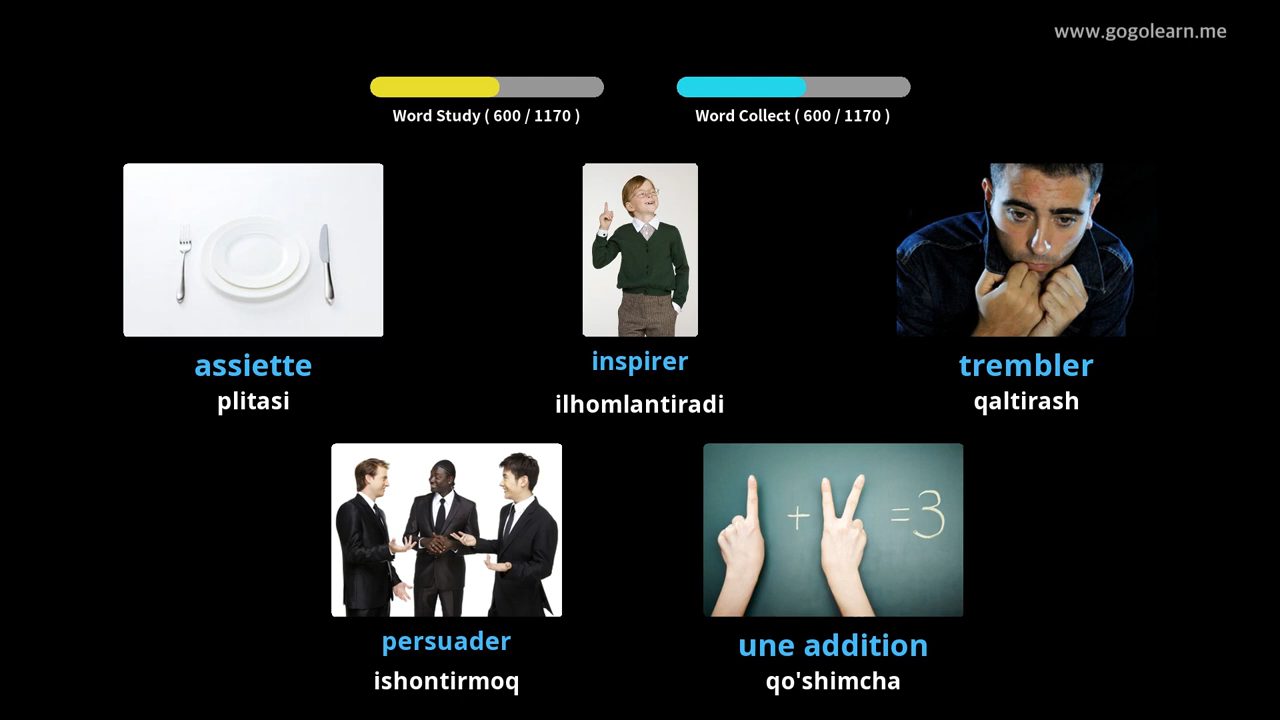 www.gogolearn.me
Word Study ( 600 / 1170 )
Word Collect ( 600 / 1170 )
assiette
plitasi
inspirer
ilhomlantiradi
trembler
qaltirash
persuader
ishontirmoq
+ =3
une addition
qo'shimcha